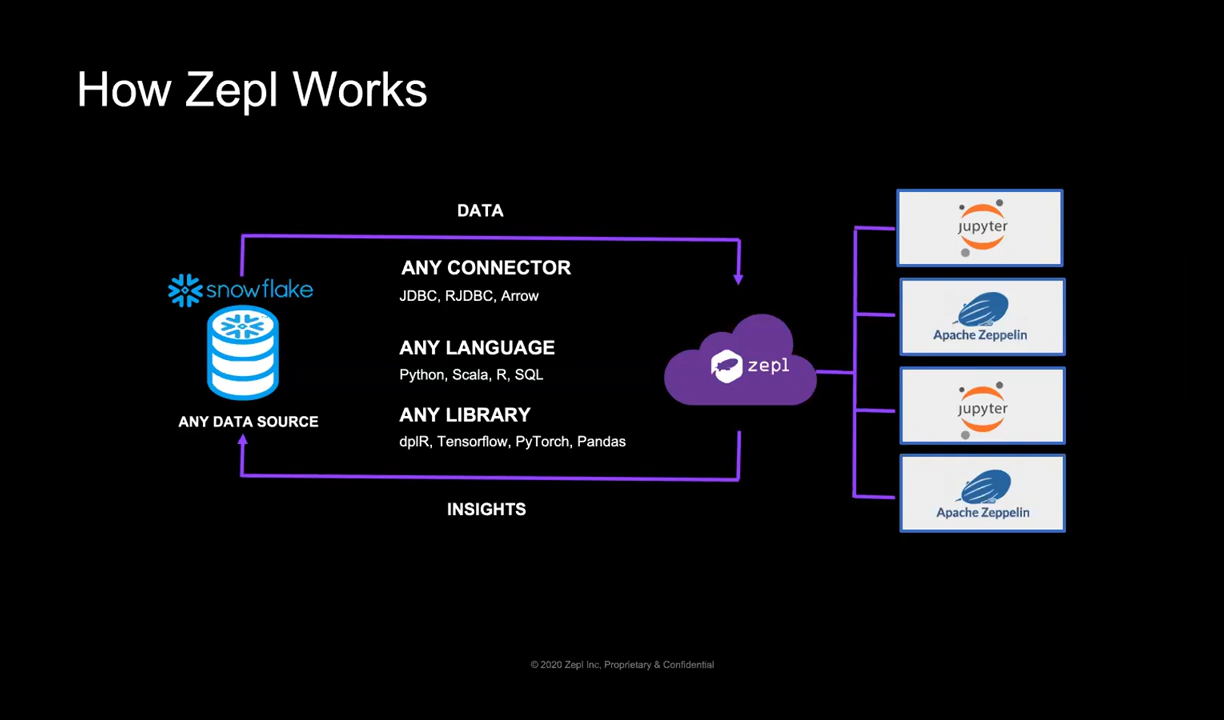 How Zepl Works
DATA
snowflake
ANY DATA SOURCE
ANY CONNECTOR
JDBC, RJDBC, Arrow
ANY LANGUAGE
Python, Scala, R, SQL
ANY LIBRARY
dplR, Tensorflow, PyTorch, Pandas
INSIGHTS
zepl
jupyter
Apache Zeppelin
jupyter
Apache Zeppelin
© 2020 Zepl Inc, Proprietary & Confidential